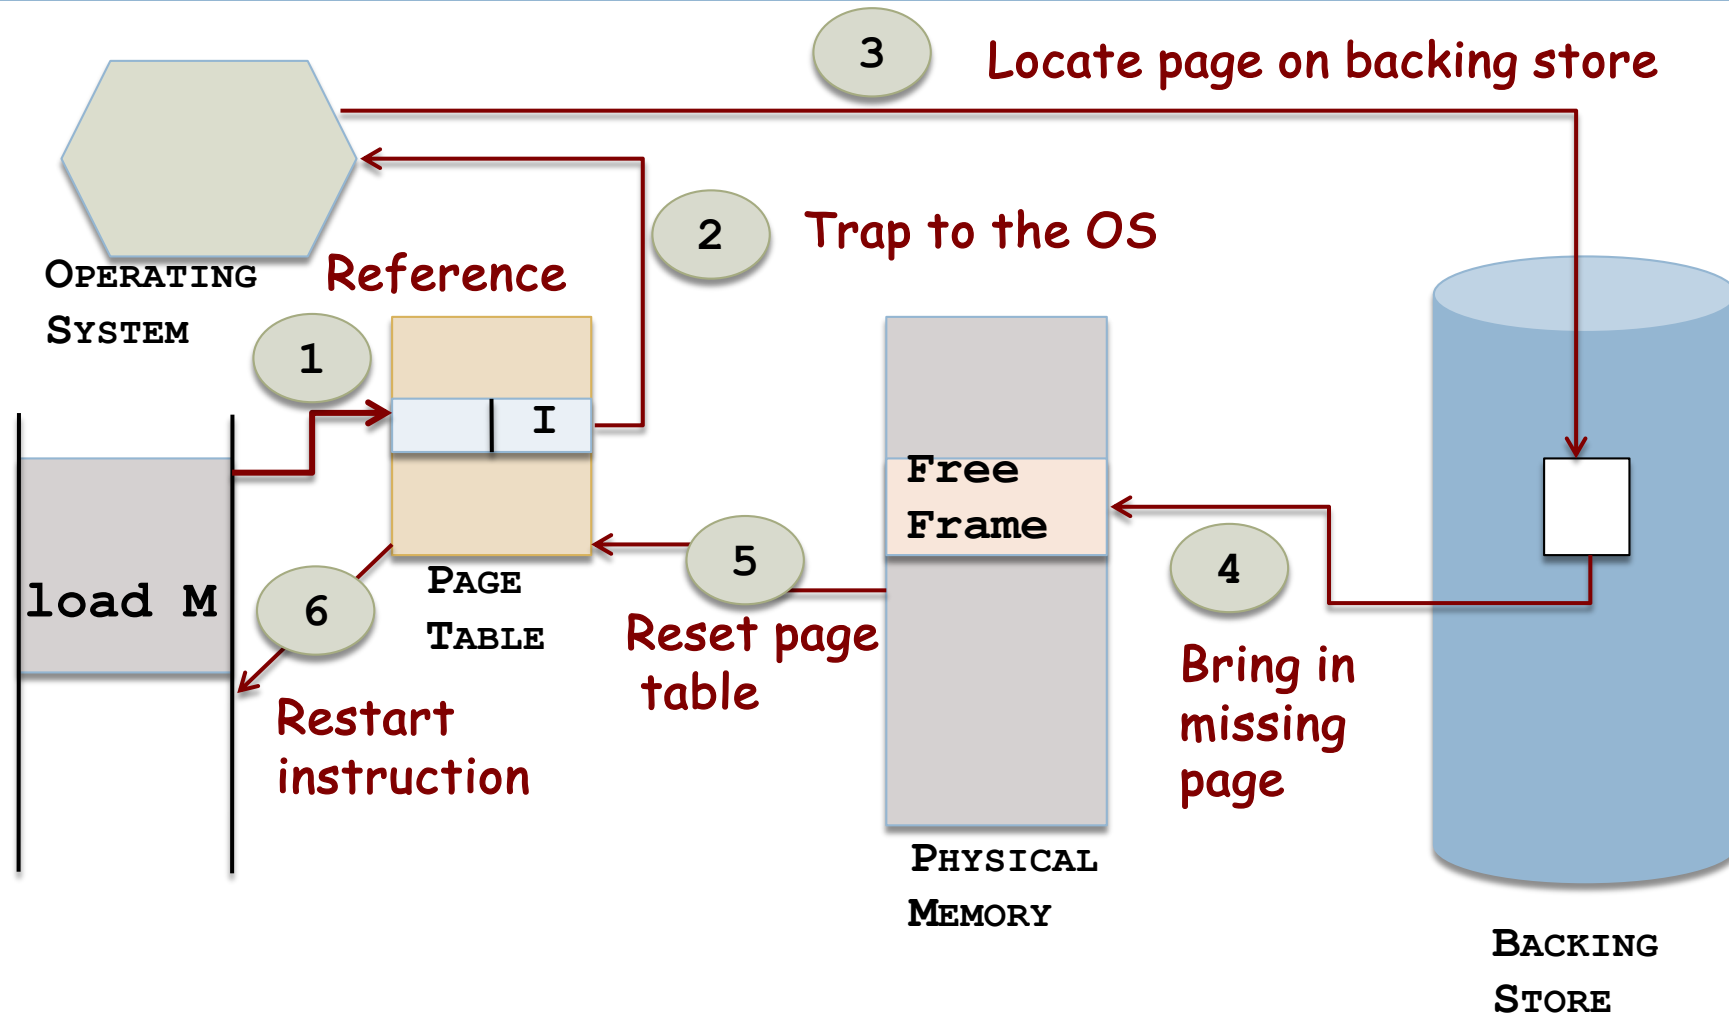 3
Locate page on backing store
2
Trap to the OS
OPERATING
SYSTEM
Reference
1
I
load M
Free
Frame
5
4
6
PAGE
TABLE
Reset page
table
Bring in
missing
page
Restart
instruction
PHYSICAL
MEMORY
BACKING
STORE